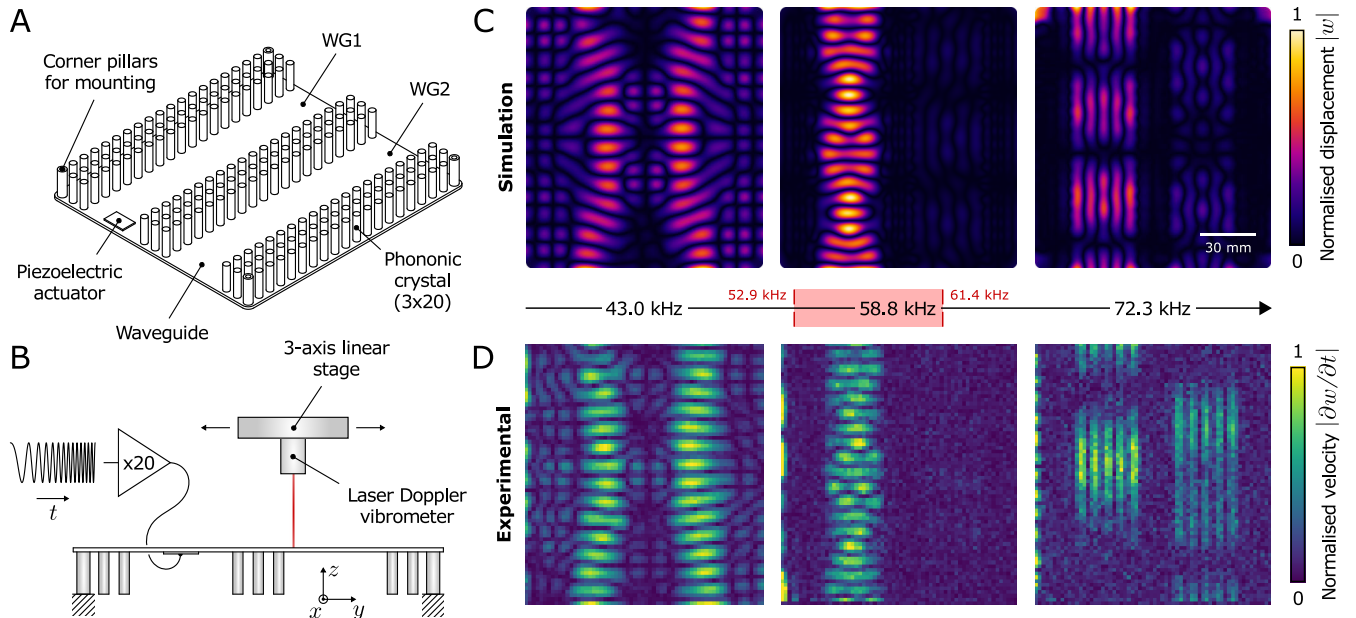 A
Corner pillars
for mounting
WG1
WG2
Piezoelectric
actuator
Waveguide
Phononic
crystal
(3x20)
B
3-axis linear
stage
x20
t
Laser Doppler
vibrometer
z
x
y
C
Simulation
30 mm
1
0
Normalised displacement |w|
43.0 kHz
52.9 kHz
58.8 kHz
61.4 kHz
72.3 kHz
D
Experimental
1
0
Normalised velocity |∂w/∂t|